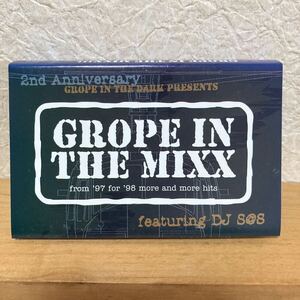 2nd Anniversary
GROPE IN THE DARK PRESENTS
GROPE IN
THE MIXX
from '97 for '98 more and more hits
featuring DJ S@S